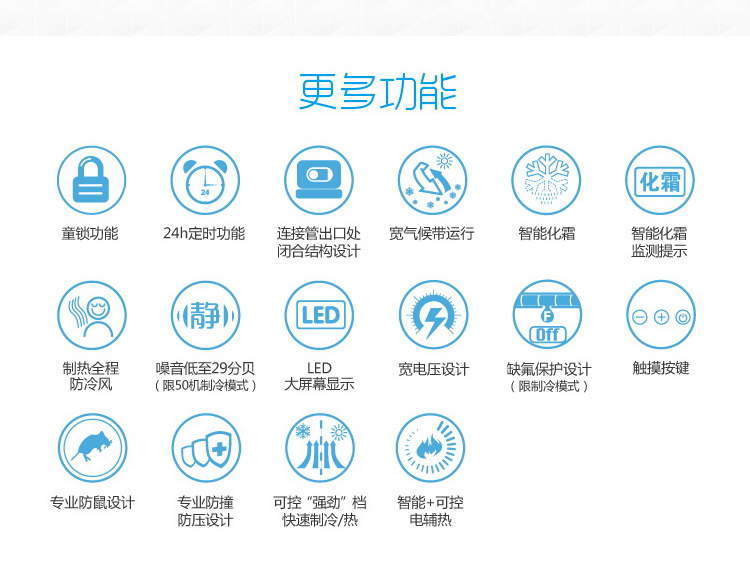 更多功能
24
化霜
童锁功能
24h定时功能
连接管出口处
闭合结构设计
宽气候带运行
智能化霜
智能化霜
监测提示
静
LED
F
Off
制热全程
防冷风
噪音低至29分贝
（限50机制冷模式）
LED
大屏幕显示
宽电压设计
缺氟保护设计
（限制冷模式）
触摸按键
专业防鼠设计
专业防撞
防压设计
可控“强劲”档
快速制冷/热
智能+可控
电辅热